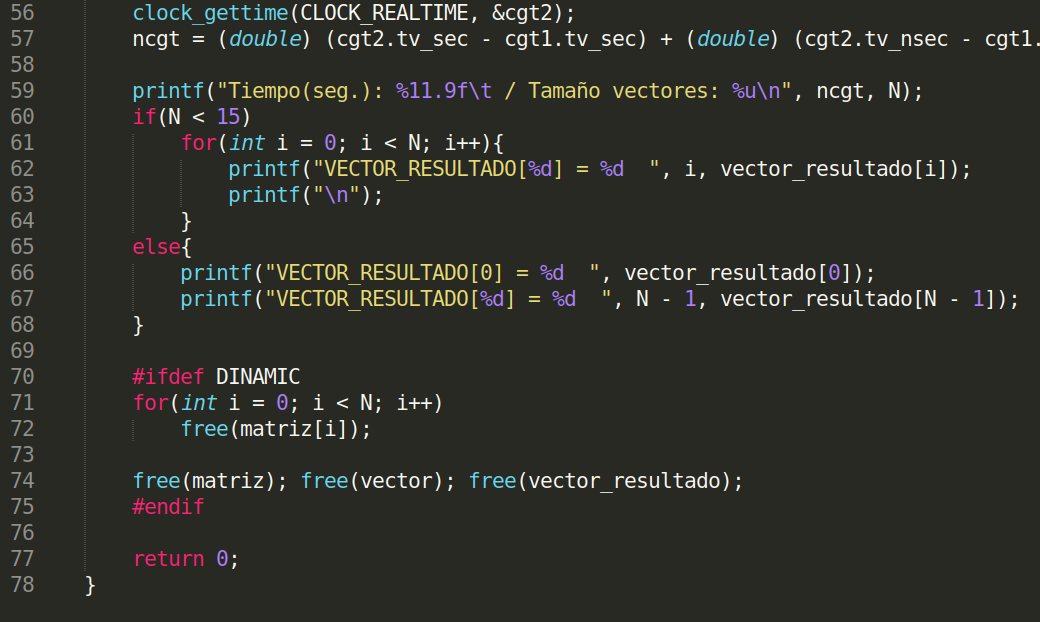 56 clock_gettime(CLOCK_REALTIME, &cgt2);
57 ncgt = (double) (cgt2.tv_sec - cgt1.tv_sec) + (double) (cgt2.tv_nsec - cgt1.
58
59 printf("Tiempo(seg.): %11.9f\t / Tamaño vectores: %u\n", ncgt, N);
60 if(N < 15)
61 for(int i = 0; i < N; i++){
62 printf("VECTOR_RESULTADO[%d] = %d  ", i, vector_resultado[i]);
63 printf("\n");
64 }
65 else{
66 printf("VECTOR_RESULTADO[0] = %d  ", vector_resultado[0]);
67 printf("VECTOR_RESULTADO[%d] = %d  ", N - 1, vector_resultado[N - 1]);
68 }
69
70 #ifdef DINAMIC
71 for(int i = 0; i < N; i++)
72 free(matriz[i]);
73
74 free(matriz); free(vector); free(vector_resultado);
75 #endif
76
77 return 0;
78 }